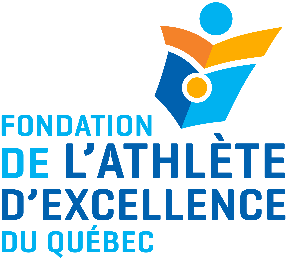 FONDATION
DE L'ATHLÈTE
D'EXCELLENCE
DU QUÉBEC